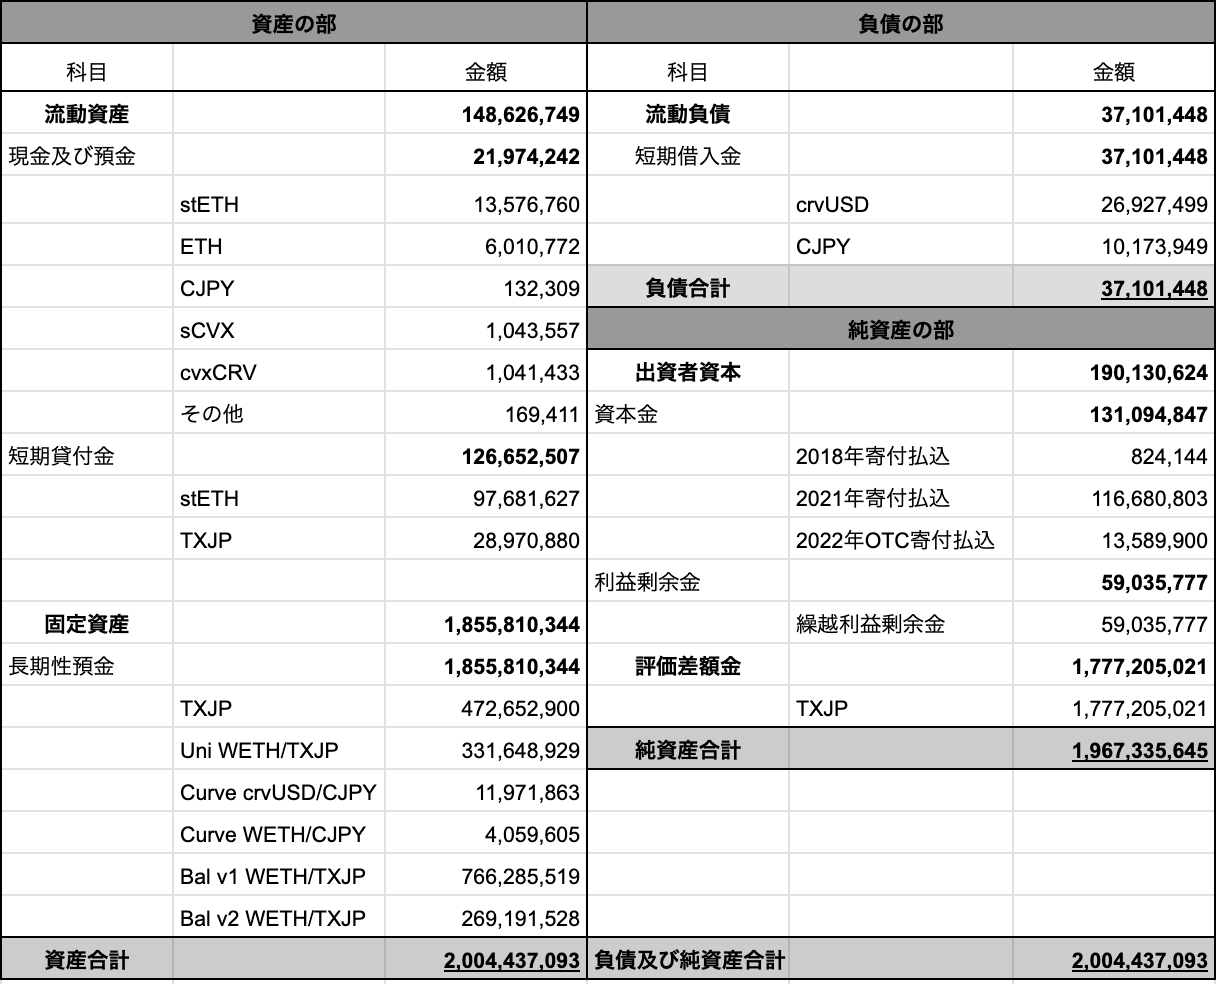 資産の部 負債の部
科目 金額 科目 金額
流動資産 148,626,749 流動負債 37,101,448
現金及び預金 21,974,242 短期借入金 37,101,448
stETH 13,576,760 crvUSD 26,927,499
ETH 6,010,772 CJPY 10,173,949
CJPY 132,309 負債合計 37,101,448
sCVX 1,043,557 純資産の部
cvxCRV 1,041,433 出資者資本 190,130,624
その他 169,411 資本金 131,094,847
短期貸付金 126,652,507 2018年寄付払込 824,144
stETH 97,681,627 2021年寄付払込 116,680,803
TXJP 28,970,880 2022年OTC寄付払込 13,589,900
利益剰余金 59,035,777
固定資産 1,855,810,344 繰越利益剰余金 59,035,777
長期性預金 1,855,810,344 評価差額金 1,777,205,021
TXJP 472,652,900 TXJP 1,777,205,021
Uni WETH/TXJP 331,648,929 純資産合計 1,967,335,645
Curve crvUSD/CJPY 11,971,863
Curve WETH/CJPY 4,059,605
Bal v1 WETH/TXJP 766,285,519
Bal v2 WETH/TXJP 269,191,528
資産合計 2,004,437,093 負債及び純資産合計 2,004,437,093